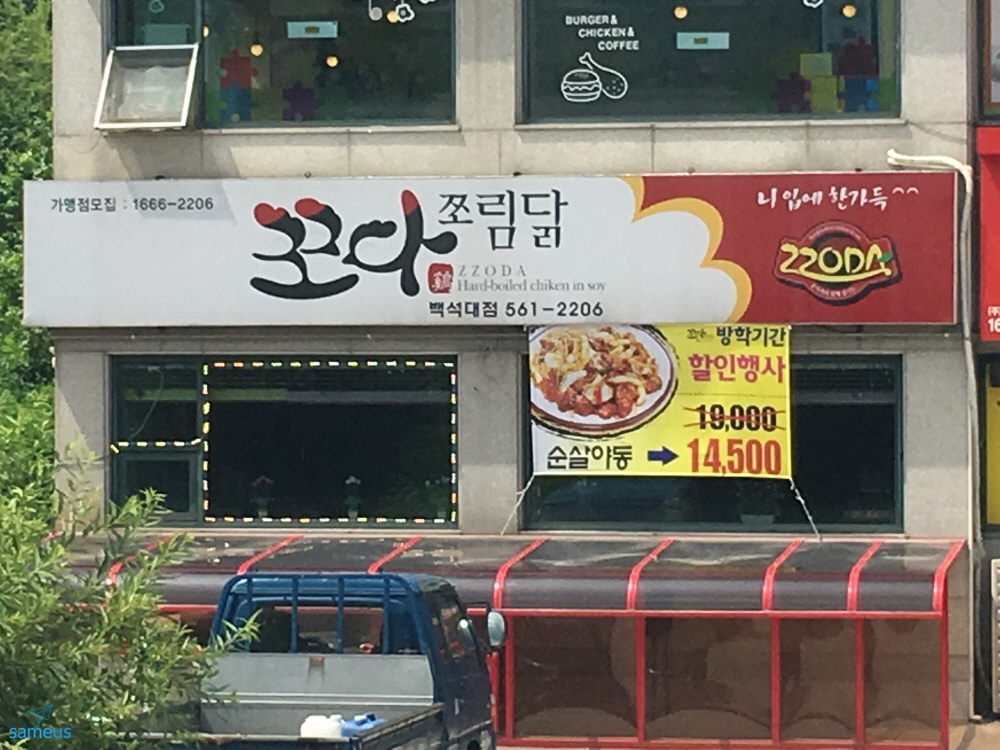 BURGER &
CHICKEN &
COFFEE
가맹점모집 : 1666-2206
쪼다
쪼림닭
鷄
ZZODA
Hard-boiled chiken in soy
백석대점 561-2206
니 입에 한가득^^
ZZODA
방학기간
할인행사
19,000
순살야동 → 14,500
sameus